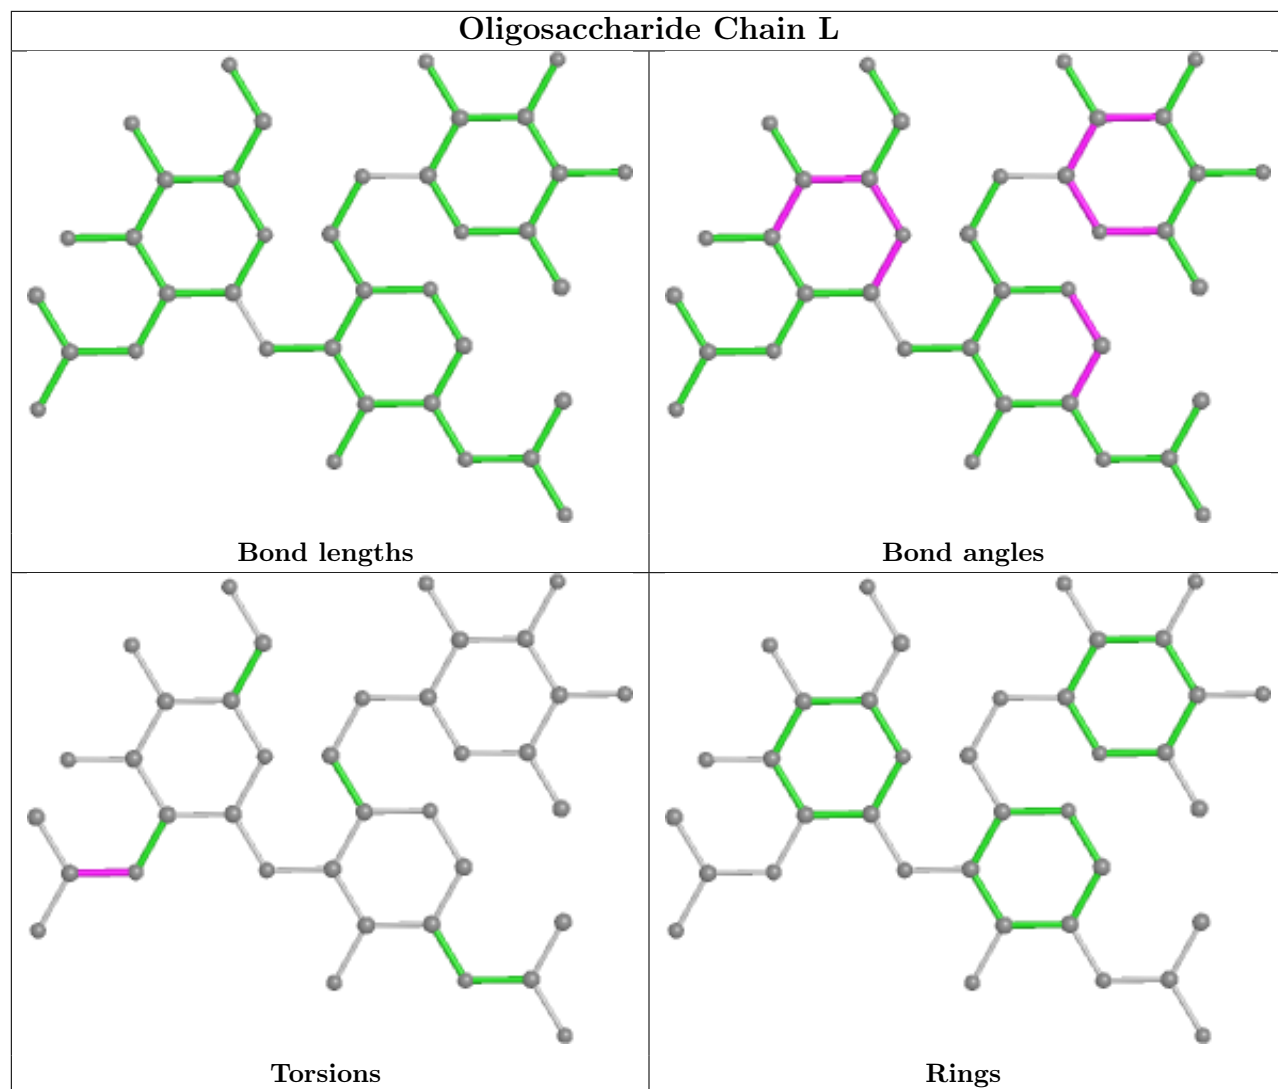 Oligosaccharide Chain L
Bond lengths
Bond angles
Torsions
Rings